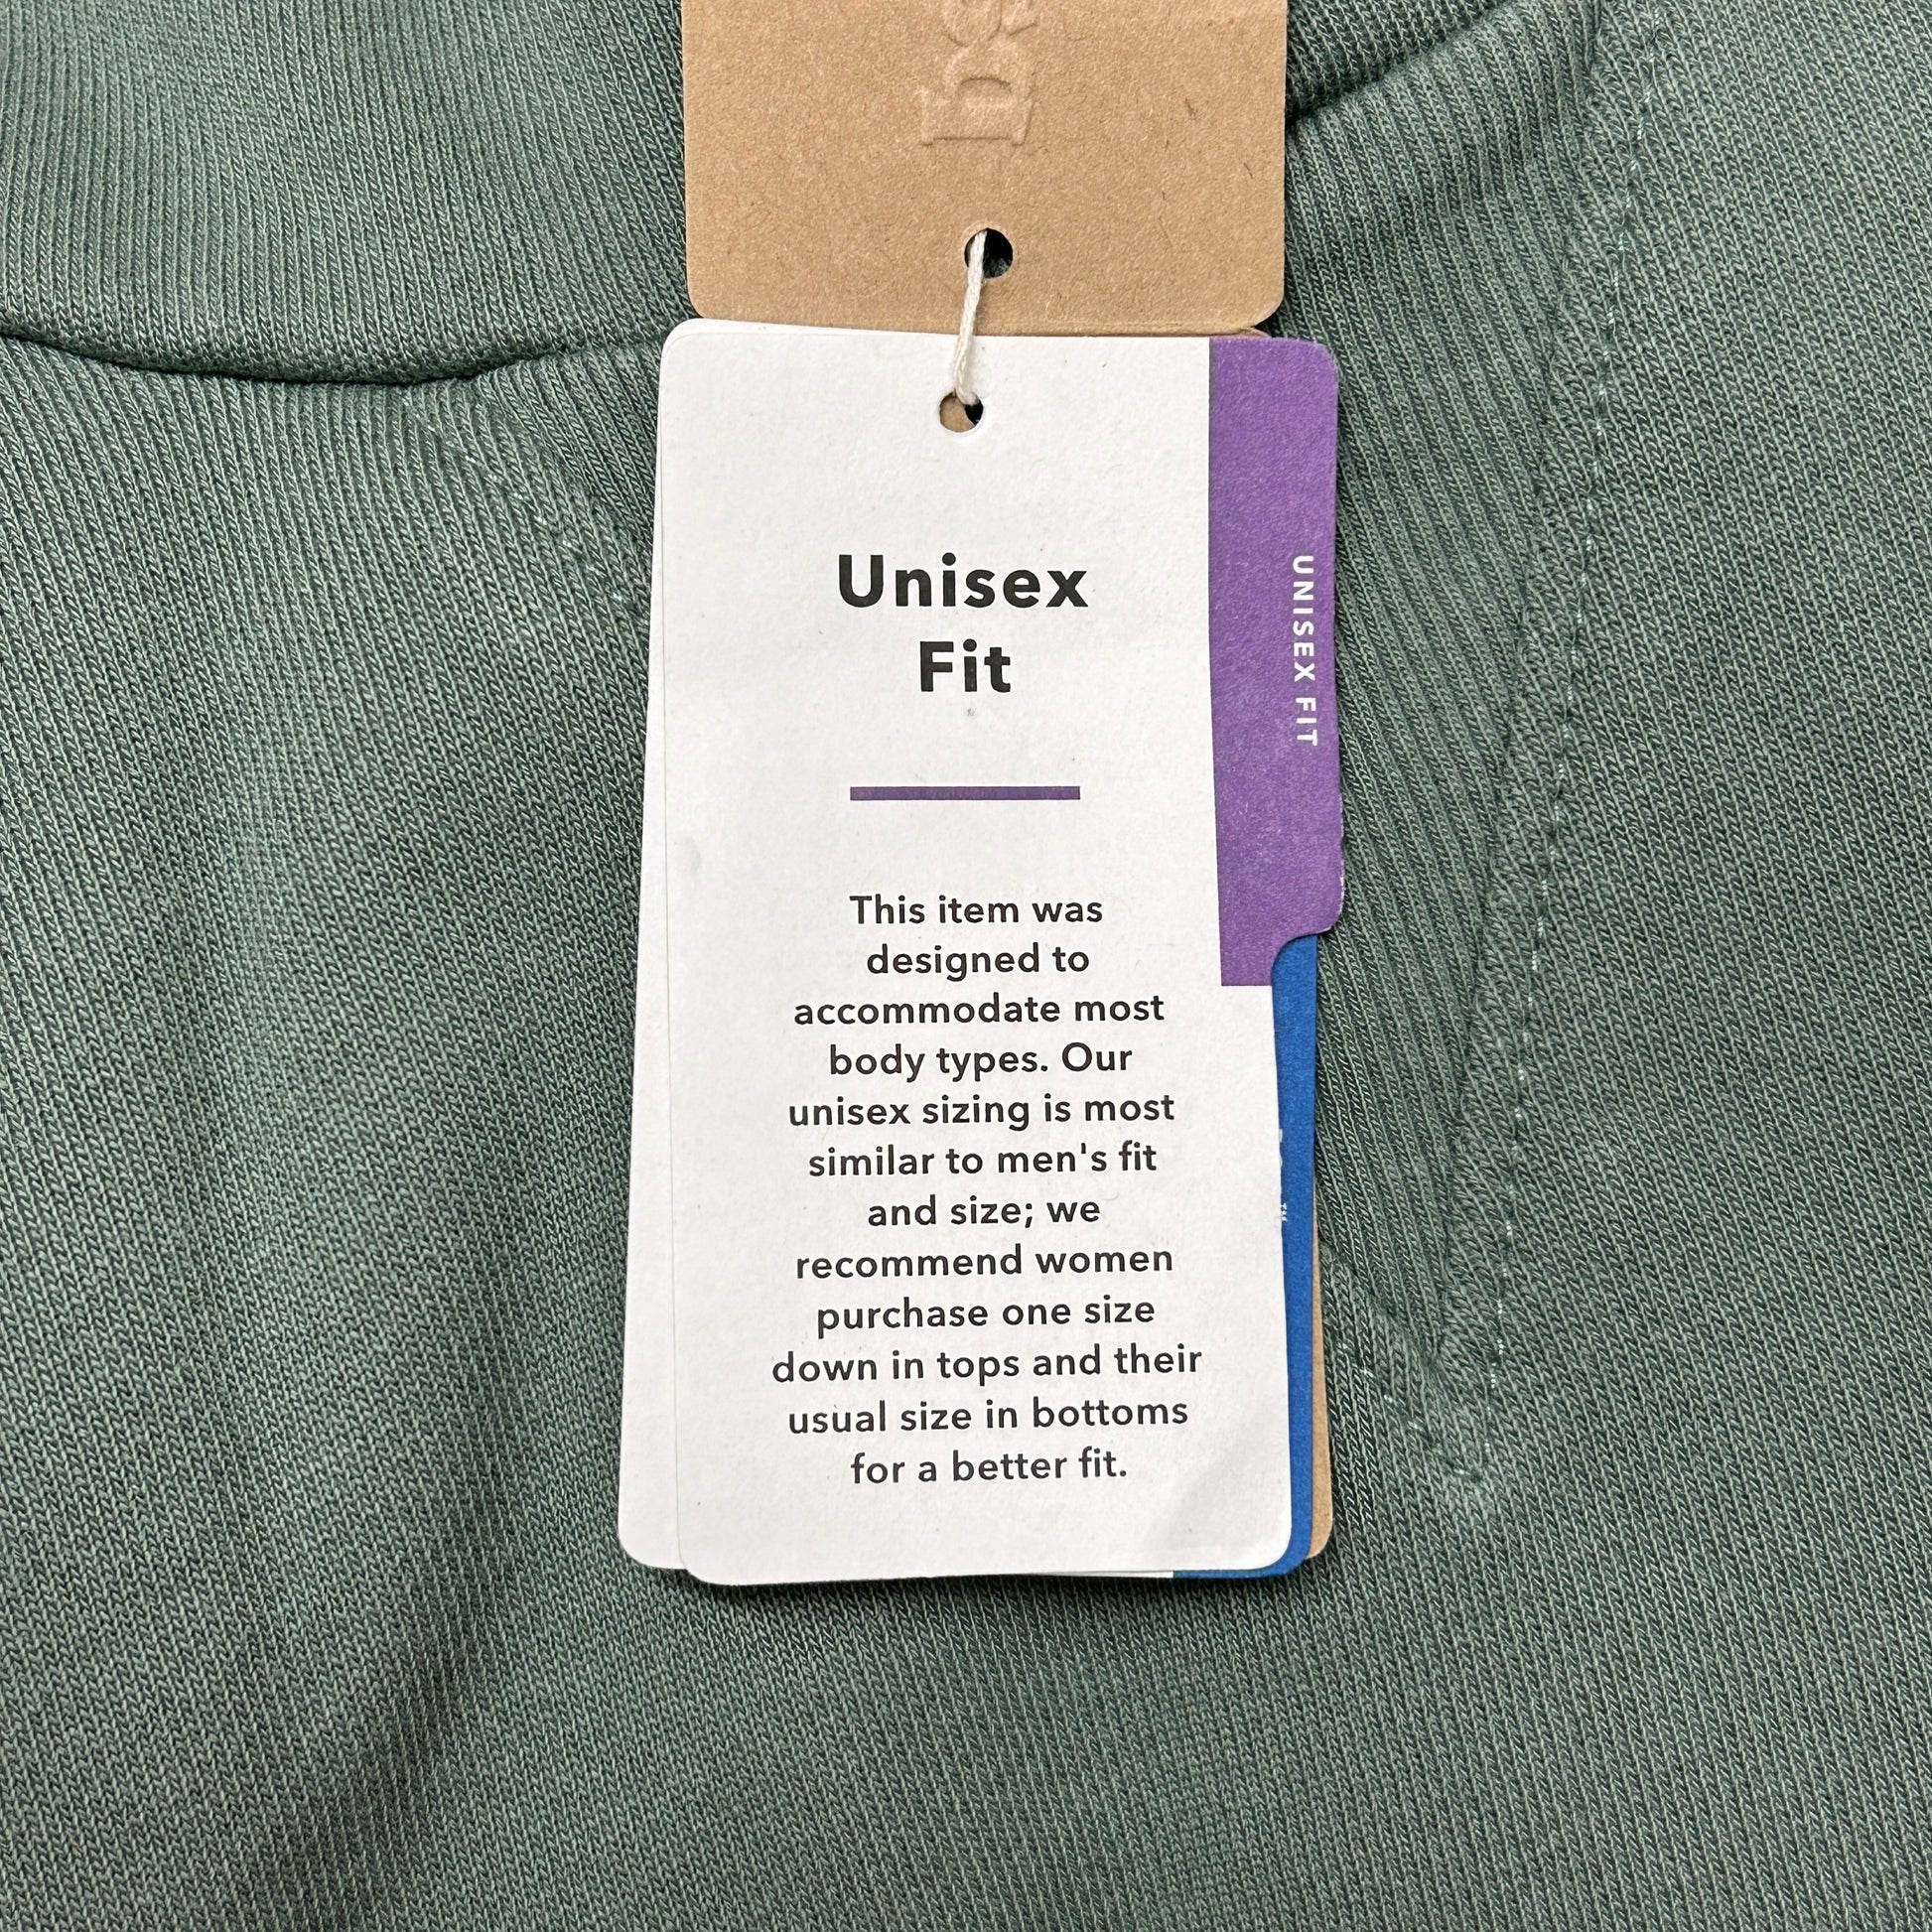 Unisex
Fit
UNISEX FIT
This item was
designed to
accommodate most
body types. Our
unisex sizing is most
similar to men's fit
and size; we
recommend women
purchase one size
down in tops and their
usual size in bottoms
for a better fit.